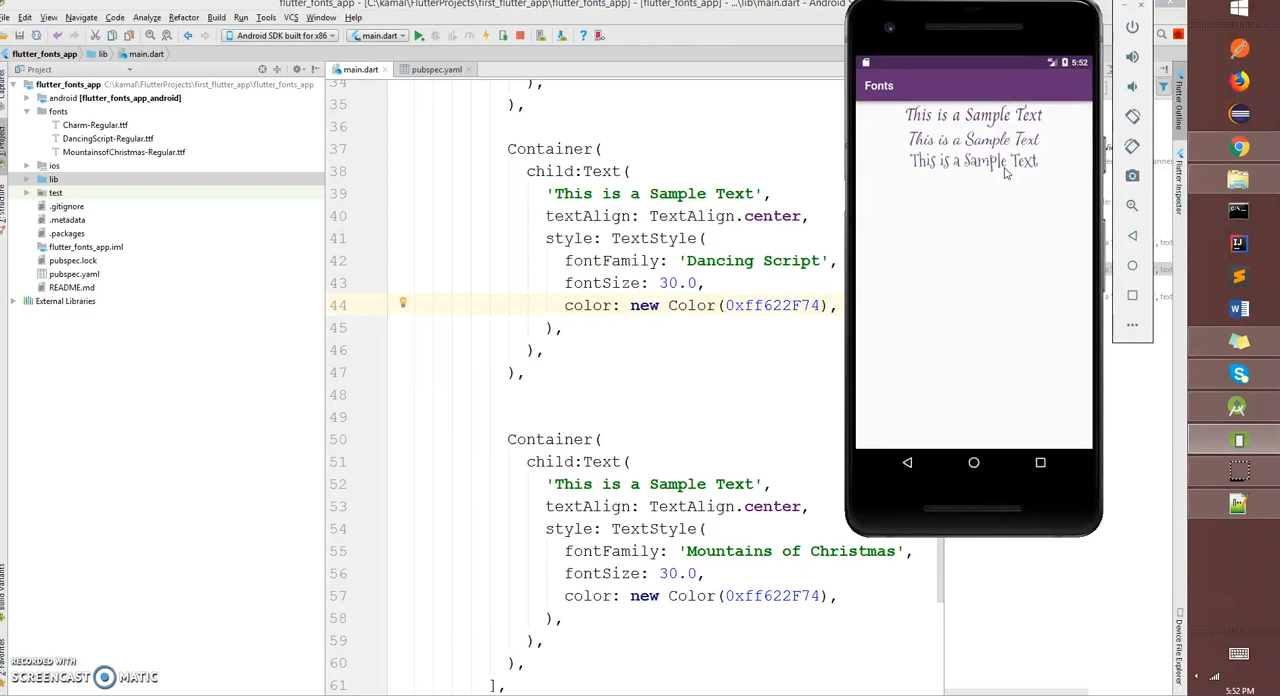 flutter_fonts_app - [C:\kamal\FlutterProjects\first_flutter_app\flutter_fonts_app] - [flutter_fonts_app] - ...\lib\main.dart - Android
File Edit View Navigate Code Analyze Refactor Build Run Tools VCS Window Help
Android SDK built for x86 main.dart
flutter_fonts_app lib main.dart
Project main.dart pubspec.yaml
flutter_fonts_app C:\kamal\FlutterProjects\first_flutter_app\flutter_fonts_app
android [flutter_fonts_app_android]
fonts
Charm-Regular.ttf
DancingScript-Regular.ttf
MountainsofChristmas-Regular.ttf
ios
lib
test
.gitignore
.metadata
.packages
flutter_fonts_app.iml
pubspec.lock
pubspec.yaml
README.md
External Libraries
34 ),
35 ),
36
37 Container(
38 child:Text(
39 'This is a Sample Text',
40 textAlign: TextAlign.center,
41 style: TextStyle(
42 fontFamily: 'Dancing Script',
43 fontSize: 30.0,
44 color: new Color(0xff622F74),
45 ),
46 ),
47 ),
48
49
50 Container(
51 child:Text(
52 'This is a Sample Text',
53 textAlign: TextAlign.center,
54 style: TextStyle(
55 fontFamily: 'Mountains of Christmas',
56 fontSize: 30.0,
57 color: new Color(0xff622F74),
58 ),
59 ),
60 ),
61 ],
5:52
Fonts
This is a Sample Text
This is a Sample Text
This is a Sample Text
Flutter Outline
Flutter Inspector
Device File Explorer
RECORDED WITH
SCREENCAST MATIC
5:52 PM